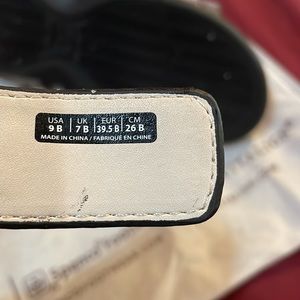 USA UK EUR CM
9 B 7 B 39.5 B 26 B
MADE IN CHINA / FABRIQUÉ EN CHINE